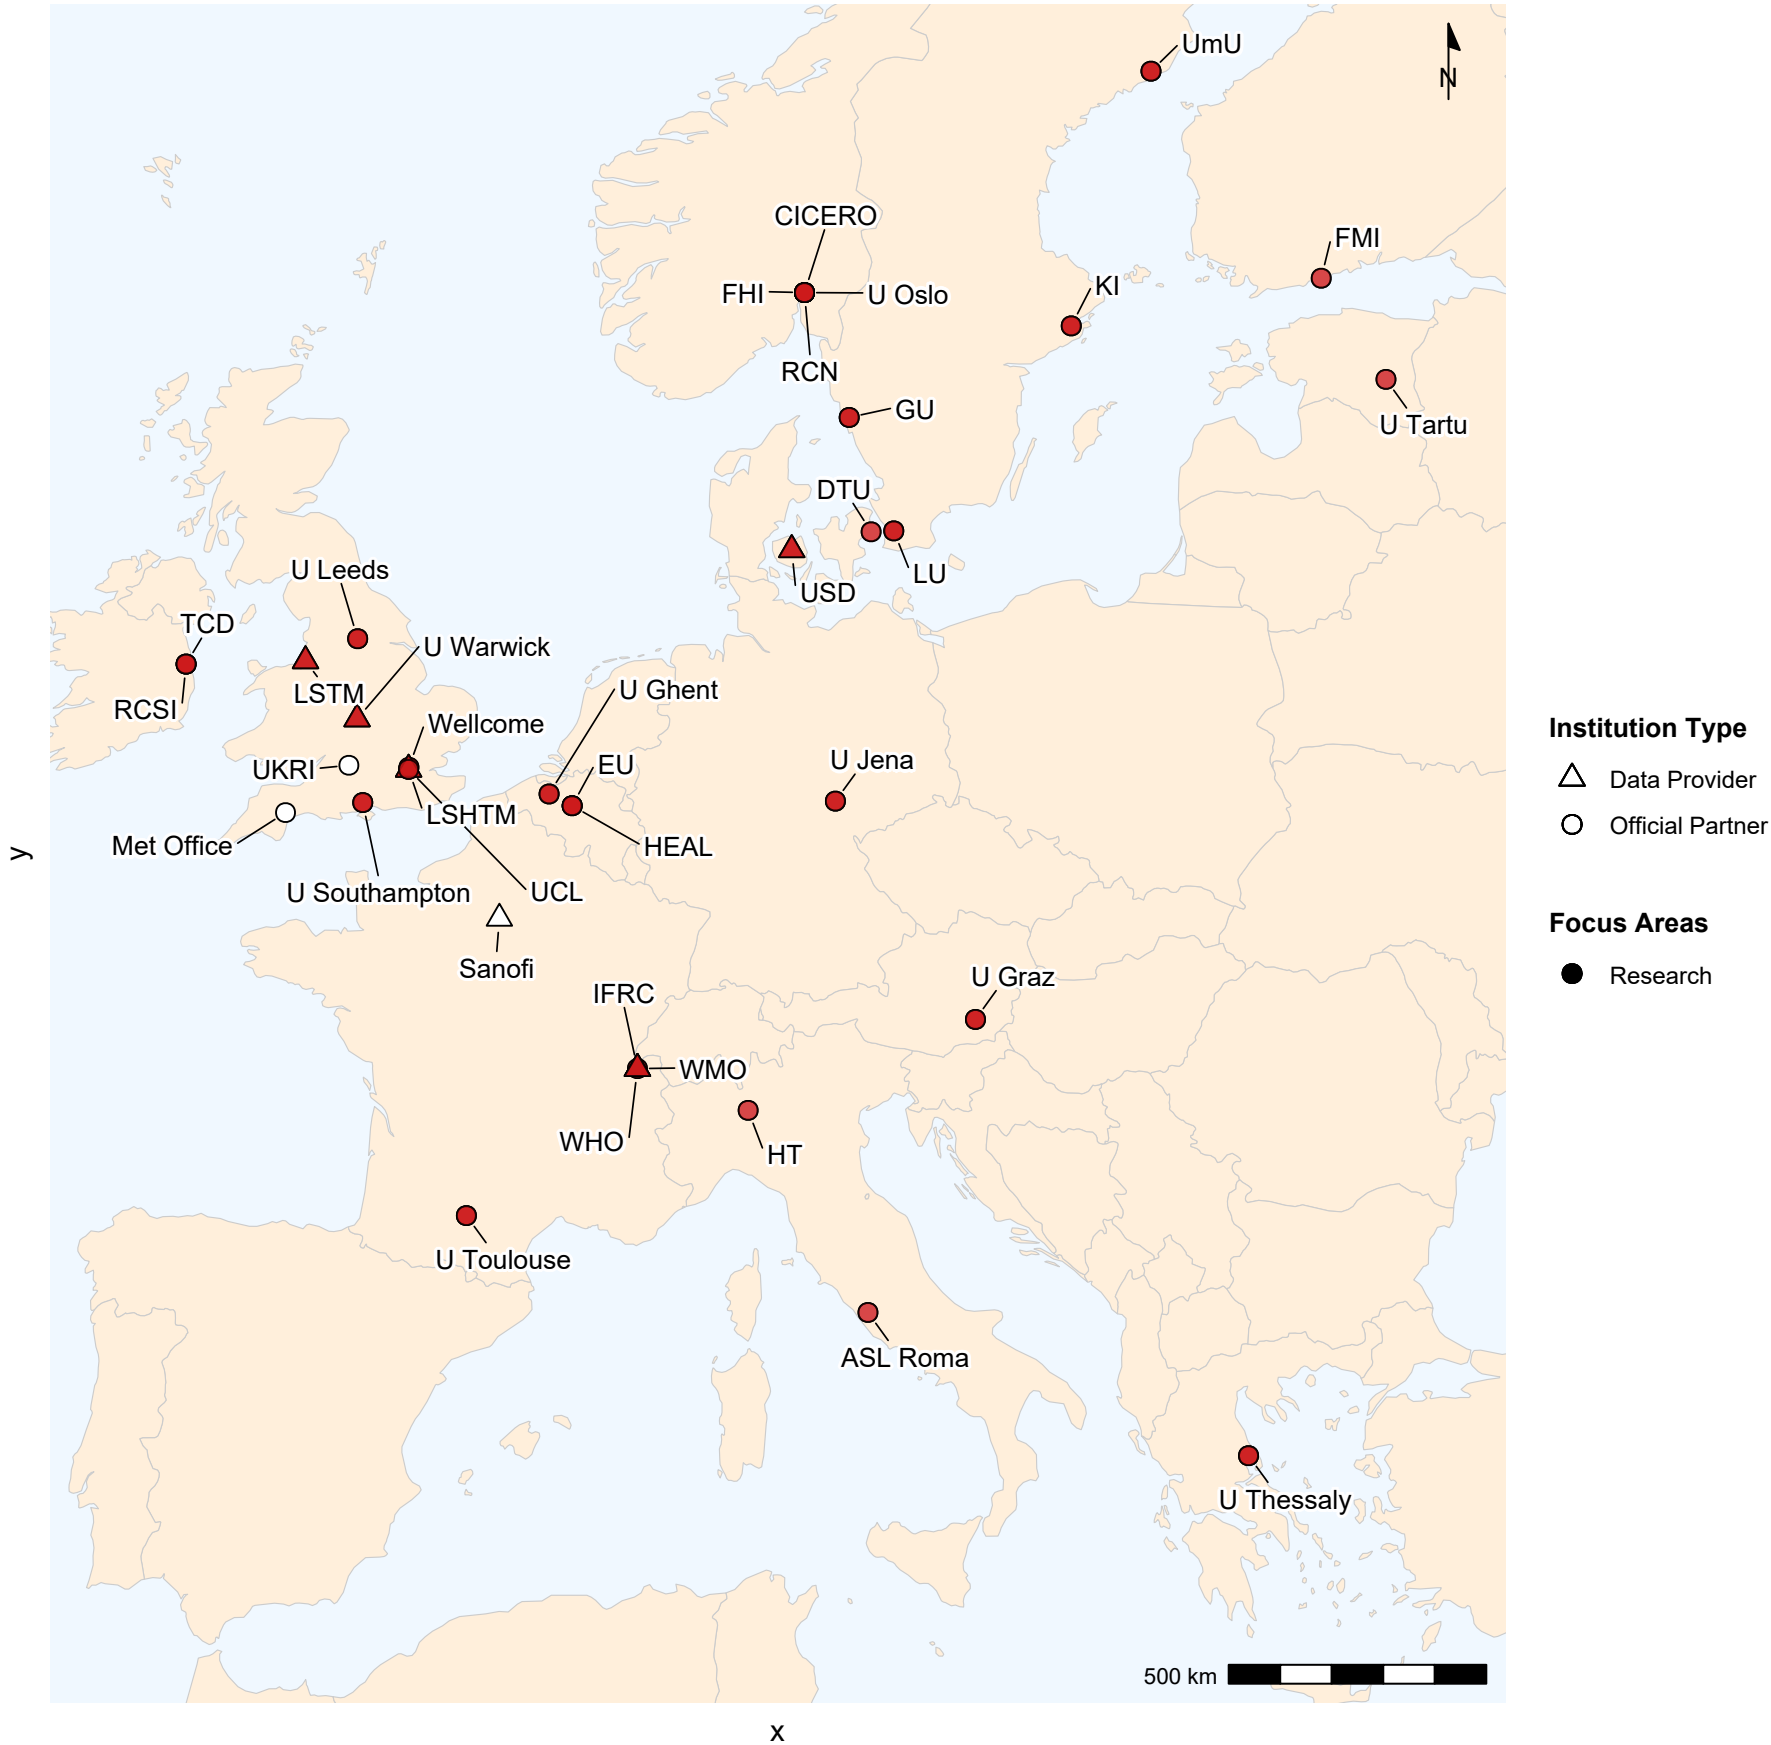 UmU
N
CICERO
FMI
KI
FHI
U Oslo
RCN
GU
U Tartu
DTU
LU
USD
U Leeds
TCD
U Warwick
LSTM
RCSI
U Ghent
Wellcome
Institution Type
UKRI
EU
U Jena
Data Provider
LSHTM
Official Partner
Met Office
HEAL
y
U Southampton
UCL
Focus Areas
Sanofi
U Graz
Research
IFRC
WMO
WHO
HT
U Toulouse
ASL Roma
U Thessaly
500 km
x